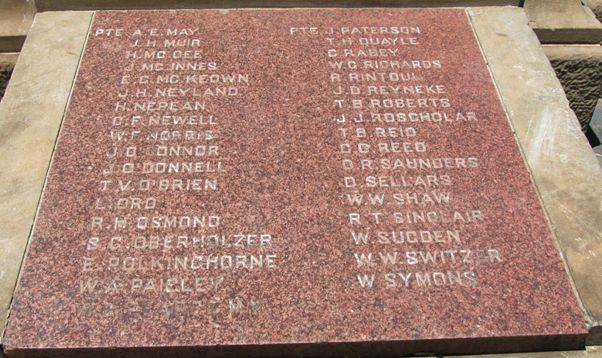 PTE. A.E. MAY
J.H. MUIR
H. MC.GEE
J. MC.INNES
E.G. MC.KEOWN
J.H. NEYLAND
H. NEPEAN
C.F. NEWELL
W.F. NORRIS
J. O'CONNOR
J. O'DONNELL
T.V. O'BRIEN
L. ORD
R.H. OSMOND
S.G. OBERHOLZER
E. POLKINGHORNE
W.A. PAISLEY
PTE. J. PATERSON
T.H. QUAYLE
C. RABEY
W.C. RICHARDS
R. RINTOUL
J.D. REYNEKE
T.B. ROBERTS
J.J. ROSCHOLAR
T.B. REID
C.C. REED
D.R. SAUNDERS
D. SELLARS
W.W. SHAW
R.T. SINCLAIR
W. SUGDEN
W.W. SWITZER
W. SYMONS